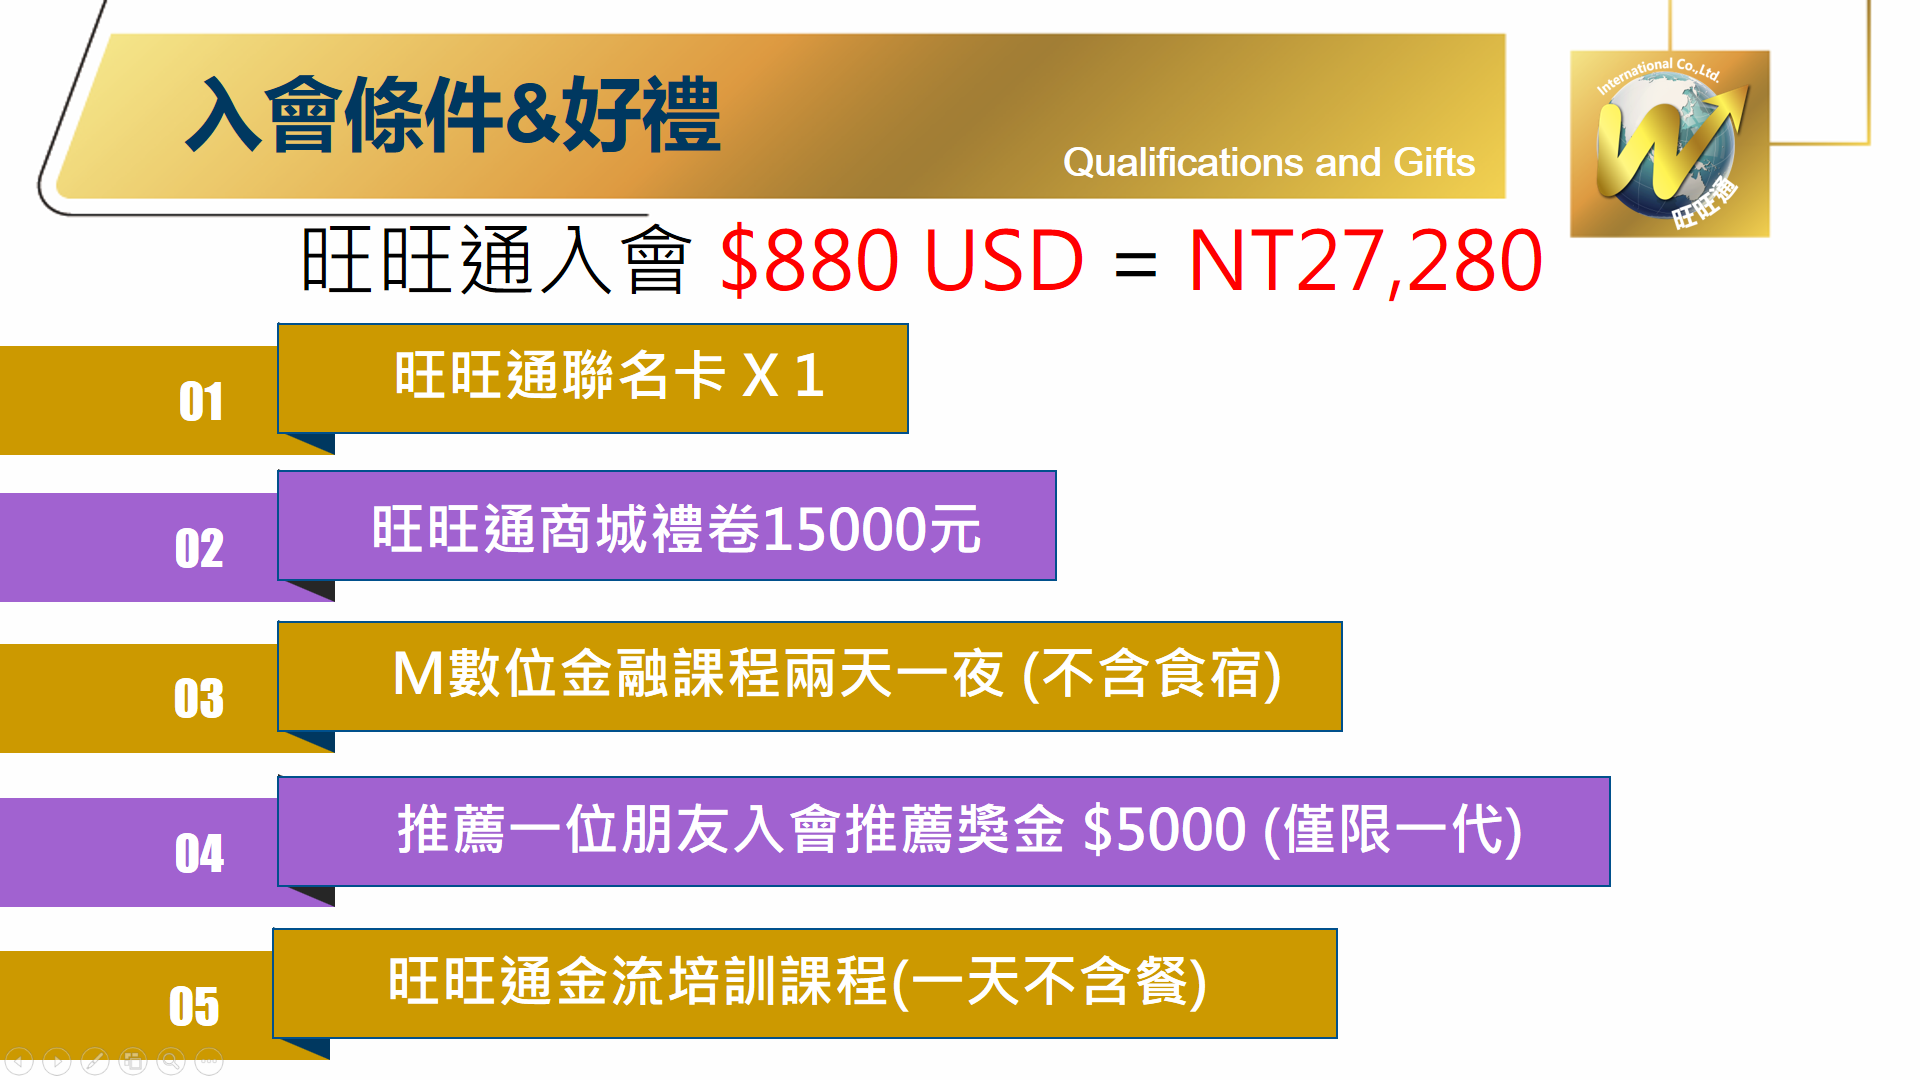 入會條件&好禮
Qualifications and Gifts
International Co.,Ltd.
W
旺旺通
旺旺通入會 $880 USD = NT27,280
01
旺旺通聯名卡 X 1
02
旺旺通商城禮卷15000元
03
M數位金融課程兩天一夜 (不含食宿)
04
推薦一位朋友入會推薦獎金 $5000 (僅限一代)
05
旺旺通金流培訓課程(一天不含餐)